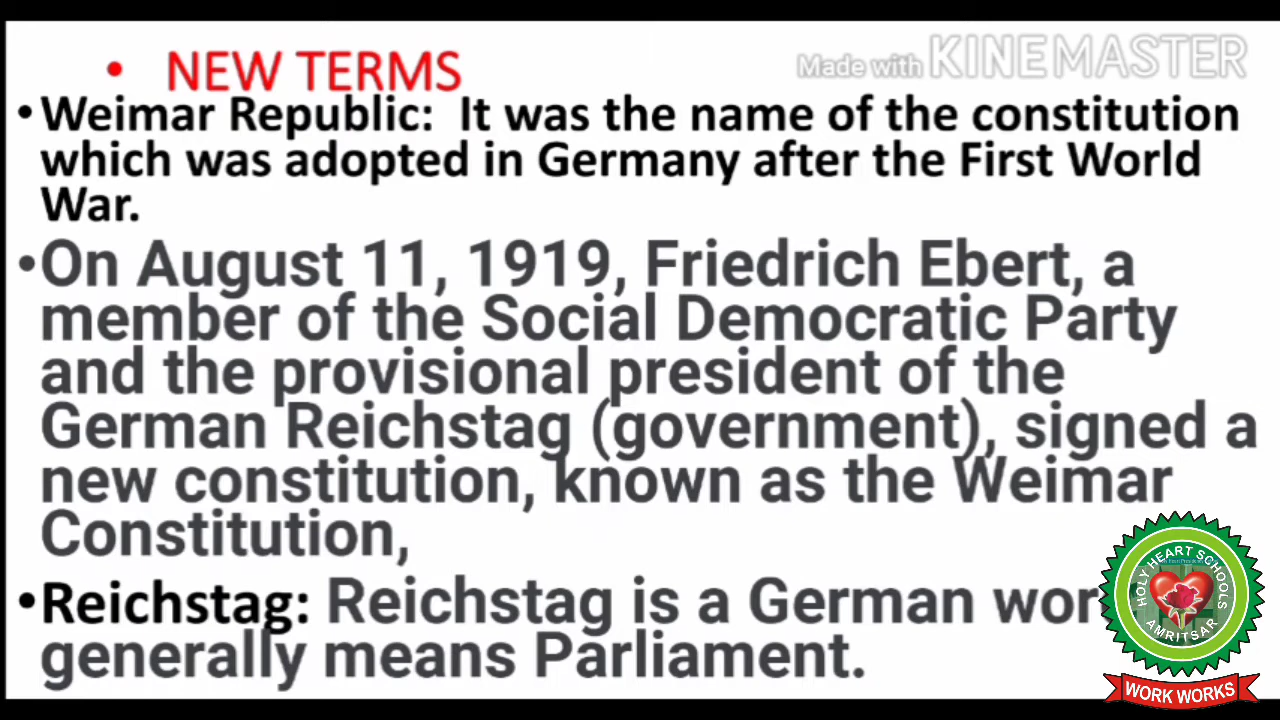 • NEW TERMS
Made with KINEMASTER
• Weimar Republic: It was the name of the constitution
which was adopted in Germany after the First World
War.
• On August 11, 1919, Friedrich Ebert, a
member of the Social Democratic Party
and the provisional president of the
German Reichstag (government), signed a
new constitution, known as the Weimar
Constitution,
• Reichstag: Reichstag is a German wor
generally means Parliament.
HOLY HEART SCHOOLS
AMRITSAR
WORK WORKS